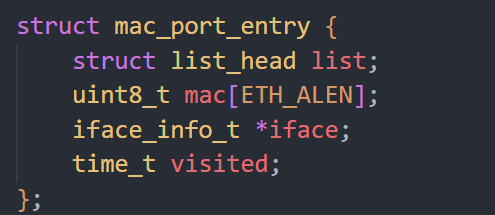 struct mac_port_entry {
    struct list_head list;
    uint8_t mac[ETH_ALEN];
    iface_info_t *iface;
    time_t visited;
};